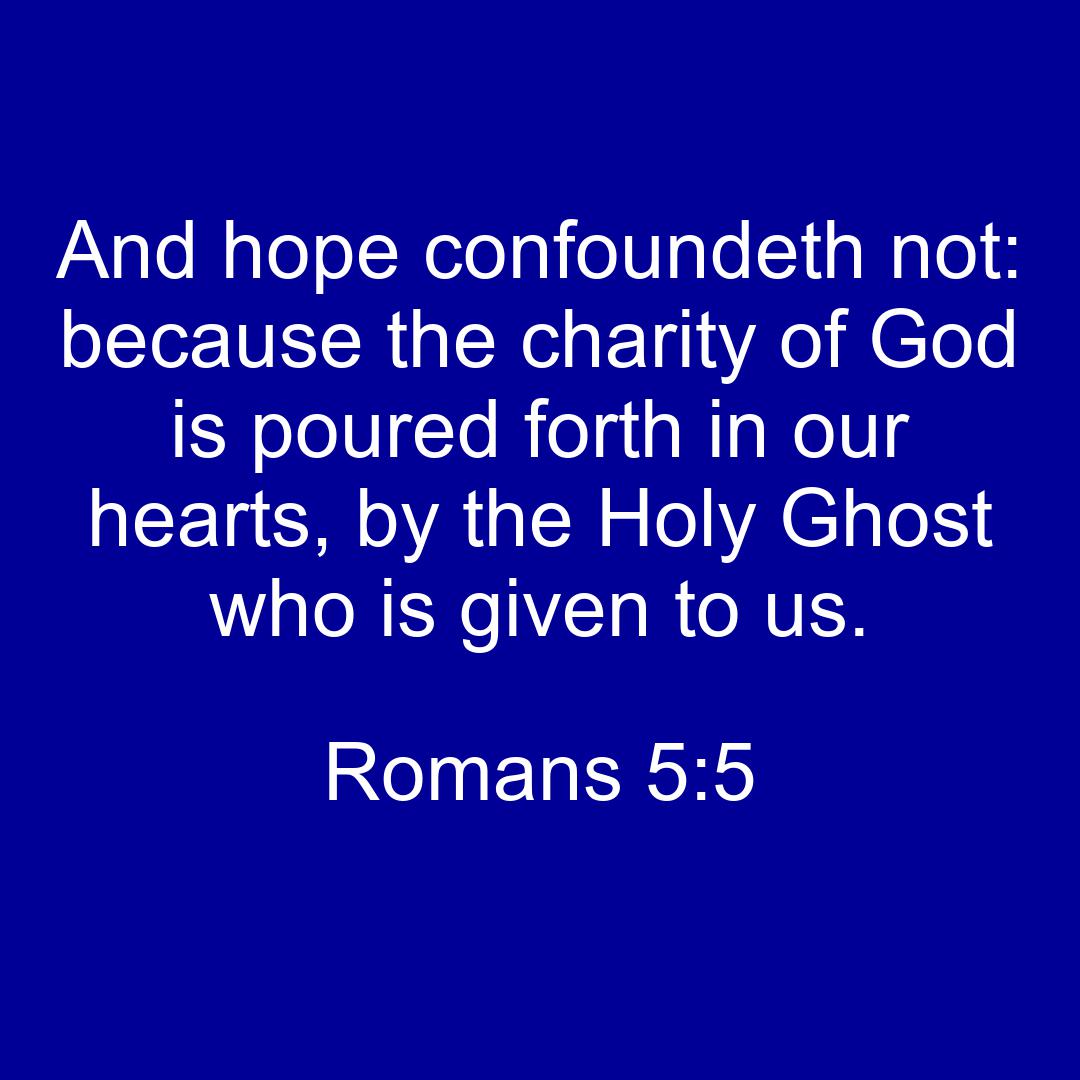 And hope confoundeth not:
because the charity of God
is poured forth in our
hearts, by the Holy Ghost
who is given to us.
Romans 5:5